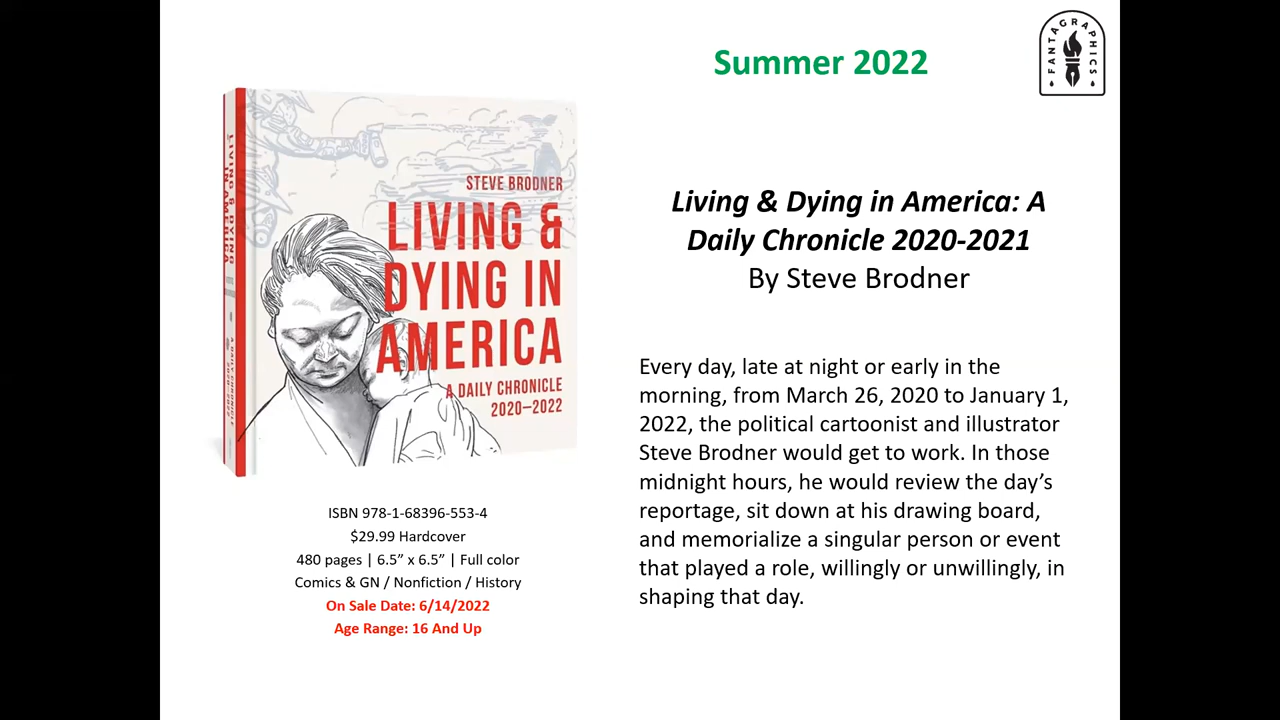 Summer 2022
FANTAGRAPHICS
STEVE BRODNER
LIVING &
DYING IN
AMERICA
A DAILY CHRONICLE
2020–2022
LIVING & DYING
IN AMERICA
A DAILY CHRONICLE
2020–2022
Living & Dying in America: A
Daily Chronicle 2020-2021
By Steve Brodner
Every day, late at night or early in the
morning, from March 26, 2020 to January 1,
2022, the political cartoonist and illustrator
Steve Brodner would get to work. In those
midnight hours, he would review the day’s
reportage, sit down at his drawing board,
and memorialize a singular person or event
that played a role, willingly or unwillingly, in
shaping that day.
ISBN 978-1-68396-553-4
$29.99 Hardcover
480 pages | 6.5” x 6.5” | Full color
Comics & GN / Nonfiction / History
On Sale Date: 6/14/2022
Age Range: 16 And Up